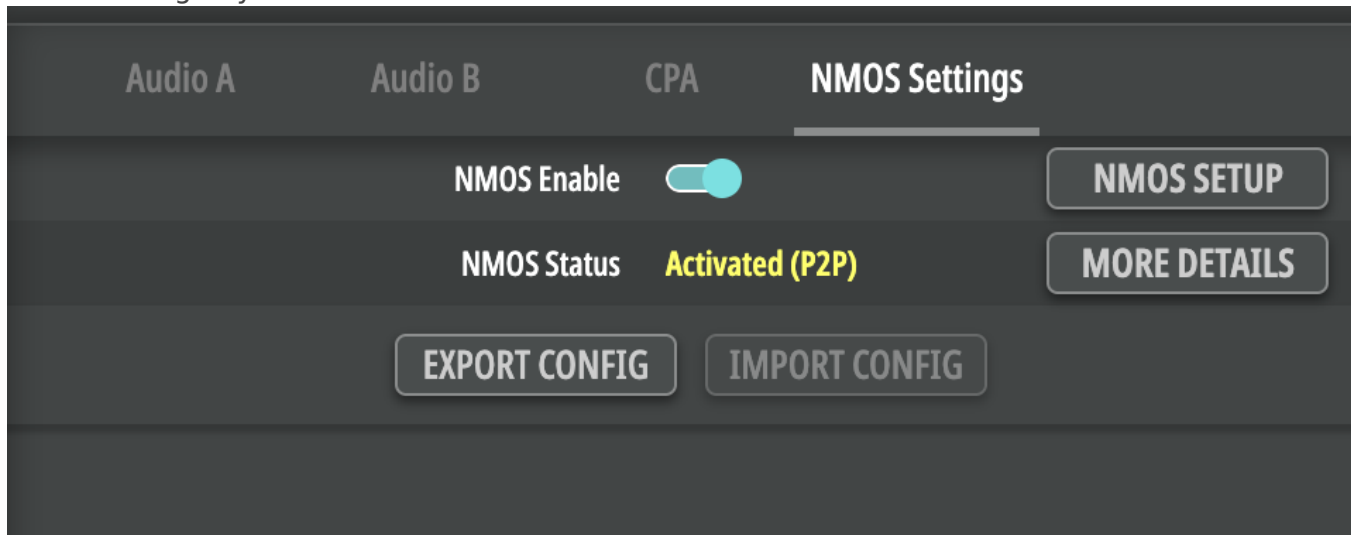 Audio A Audio B CPA NMOS Settings
NMOS Enable NMOS SETUP
NMOS Status Activated (P2P) MORE DETAILS
EXPORT CONFIG IMPORT CONFIG